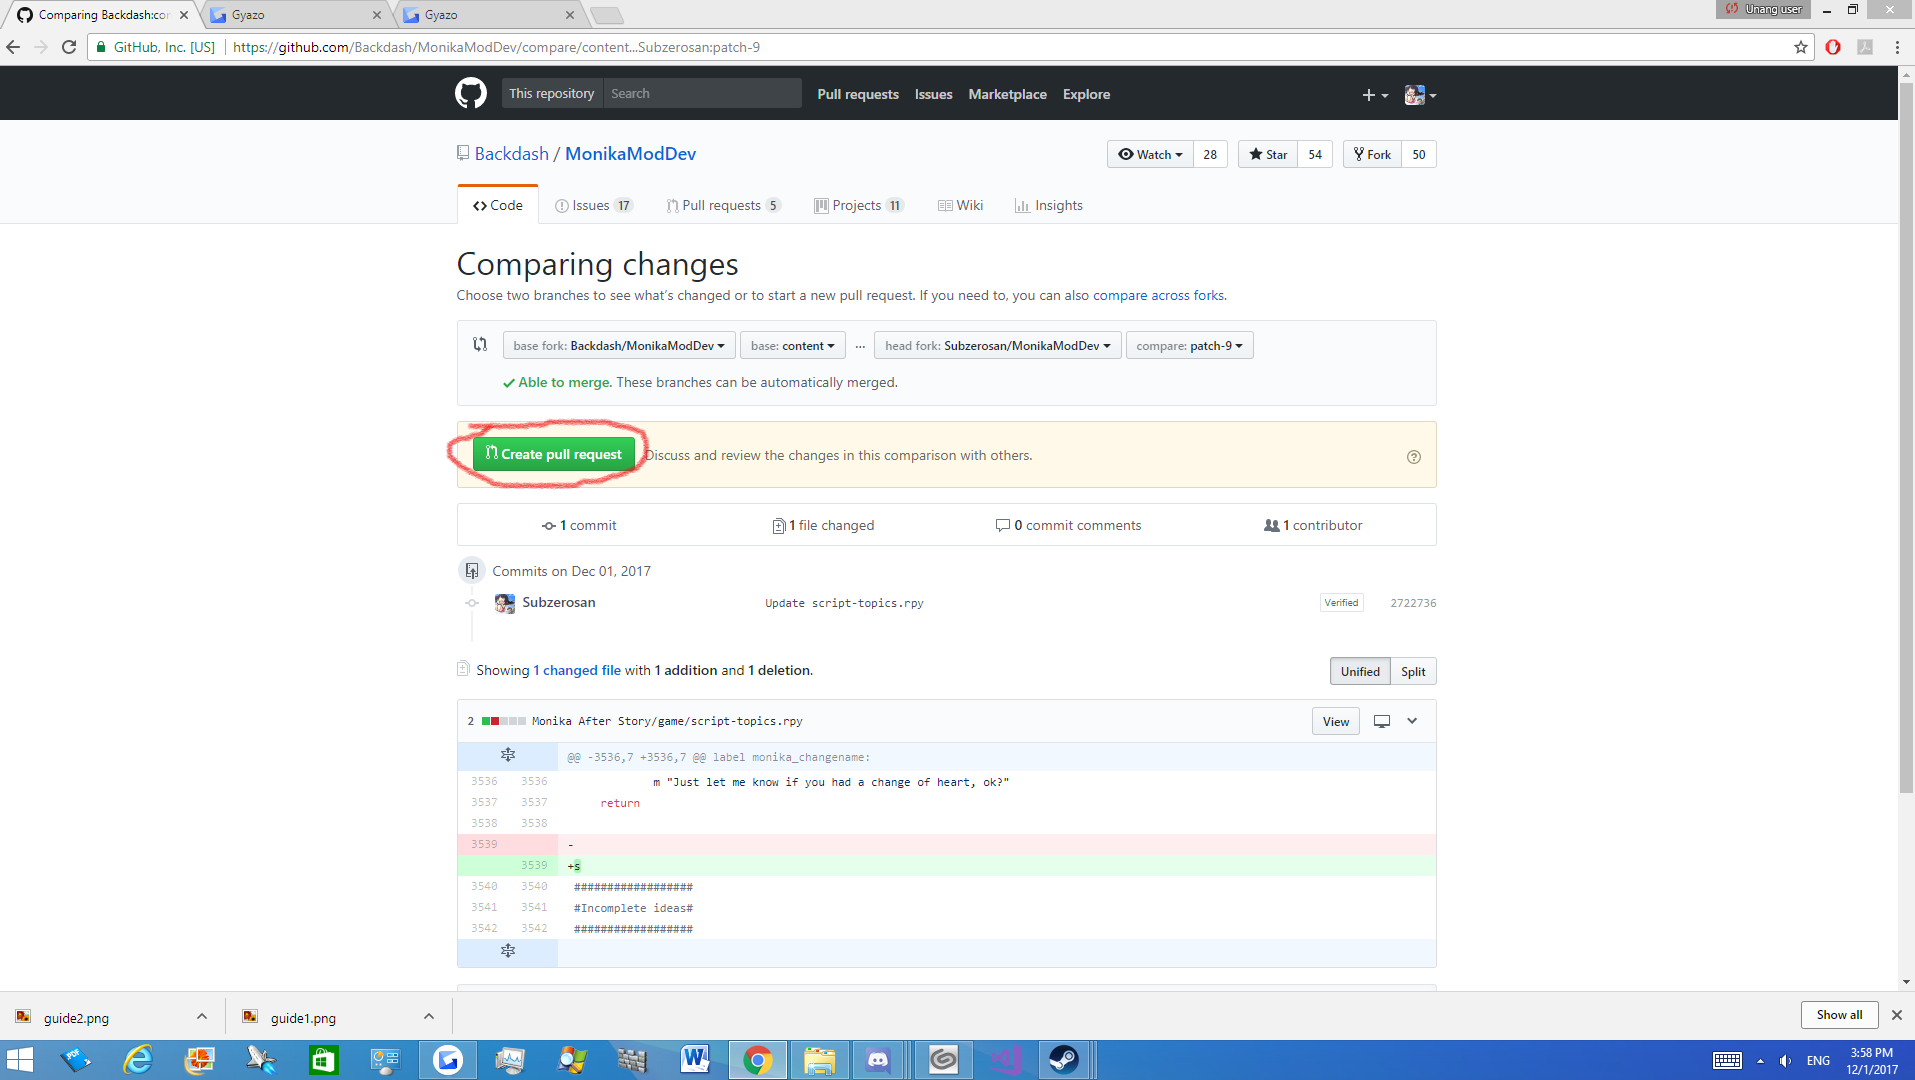 Comparing Backdash:cor
Gyazo
Gyazo
Unang user
GitHub, Inc. [US]
https://github.com/Backdash/MonikaModDev/compare/content...Subzerosan:patch-9
This repository
Search
Pull requests
Issues
Marketplace
Explore
Backdash / MonikaModDev
Watch 28
Star 54
Fork 50
Code
Issues 17
Pull requests 5
Projects 11
Wiki
Insights
Comparing changes
Choose two branches to see what's changed or to start a new pull request. If you need to, you can also compare across forks.
base fork: Backdash/MonikaModDev
base: content
...
head fork: Subzerosan/MonikaModDev
compare: patch-9
Able to merge. These branches can be automatically merged.
Create pull request
Discuss and review the changes in this comparison with others.
1 commit
1 file changed
0 commit comments
1 contributor
Commits on Dec 01, 2017
Subzerosan
Update script-topics.rpy
Verified
2722736
Showing 1 changed file with 1 addition and 1 deletion.
Unified
Split
2
Monika After Story/game/script-topics.rpy
View
@@ -3536,7 +3536,7 @@ label monika_changename:
3536 3536 m "Just let me know if you had a change of heart, ok?"
3537 3537 return
3538 3538
3539 -
3539 +s
3540 3540 ##################
3541 3541 #Incomplete ideas#
3542 3542 ##################
guide2.png
guide1.png
Show all
ENG
3:58 PM
12/1/2017